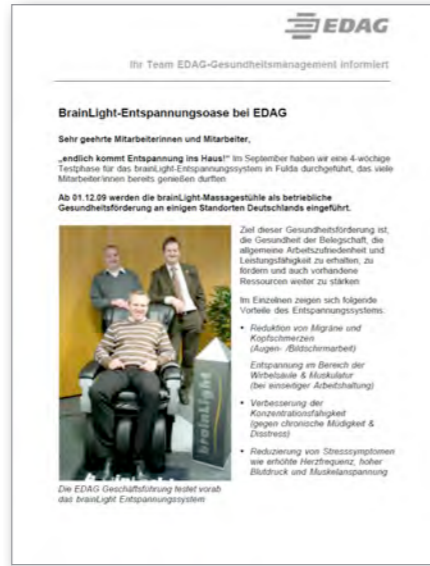 EDAG
Ihr Team EDAG-Gesundheitsmanagement informiert
BrainLight-Entspannungsoase bei EDAG
Sehr geehrte Mitarbeiterinnen und Mitarbeiter,
„endlich kommt Entspannung ins Haus!“ Im September haben wir eine 4-wöchige
Testphase für das brainLight-Entspannungssystem in Fulda durchgeführt, das viele
Mitarbeiter/innen bereits genießen durften
Ab 01.12.09 werden die brainLight-Massagestühle als betriebliche
Gesundheitsförderung an einigen Standorten Deutschlands eingeführt.
Ziel dieser Gesundheitsförderung ist,
die Gesundheit der Belegschaft, die
allgemeine Arbeitszufriedenheit und
Leistungsfähigkeit zu erhalten, zu
fördern und auch vorhandene
Ressourcen weiter zu stärken
Im Einzelnen zeigen sich folgende
Vorteile des Entspannungssystems:
• Reduktion von Migräne und
Kopfschmerzen
(Augen- /Bildschirmarbeit)
Entspannung im Bereich der
Wirbelsäule & Muskulatur
(bei einseitiger Arbeitshaltung)
• Verbesserung der
Konzentrationsfähigkeit
(gegen chronische Müdigkeit &
Disstress)
• Reduzierung von Stresssymptomen
wie erhöhte Herzfrequenz, hoher
Blutdruck und Muskelanspannung
brainLight
brainLight
Die EDAG Geschäftsführung testet vorab
das brainLight Entspannungssystem